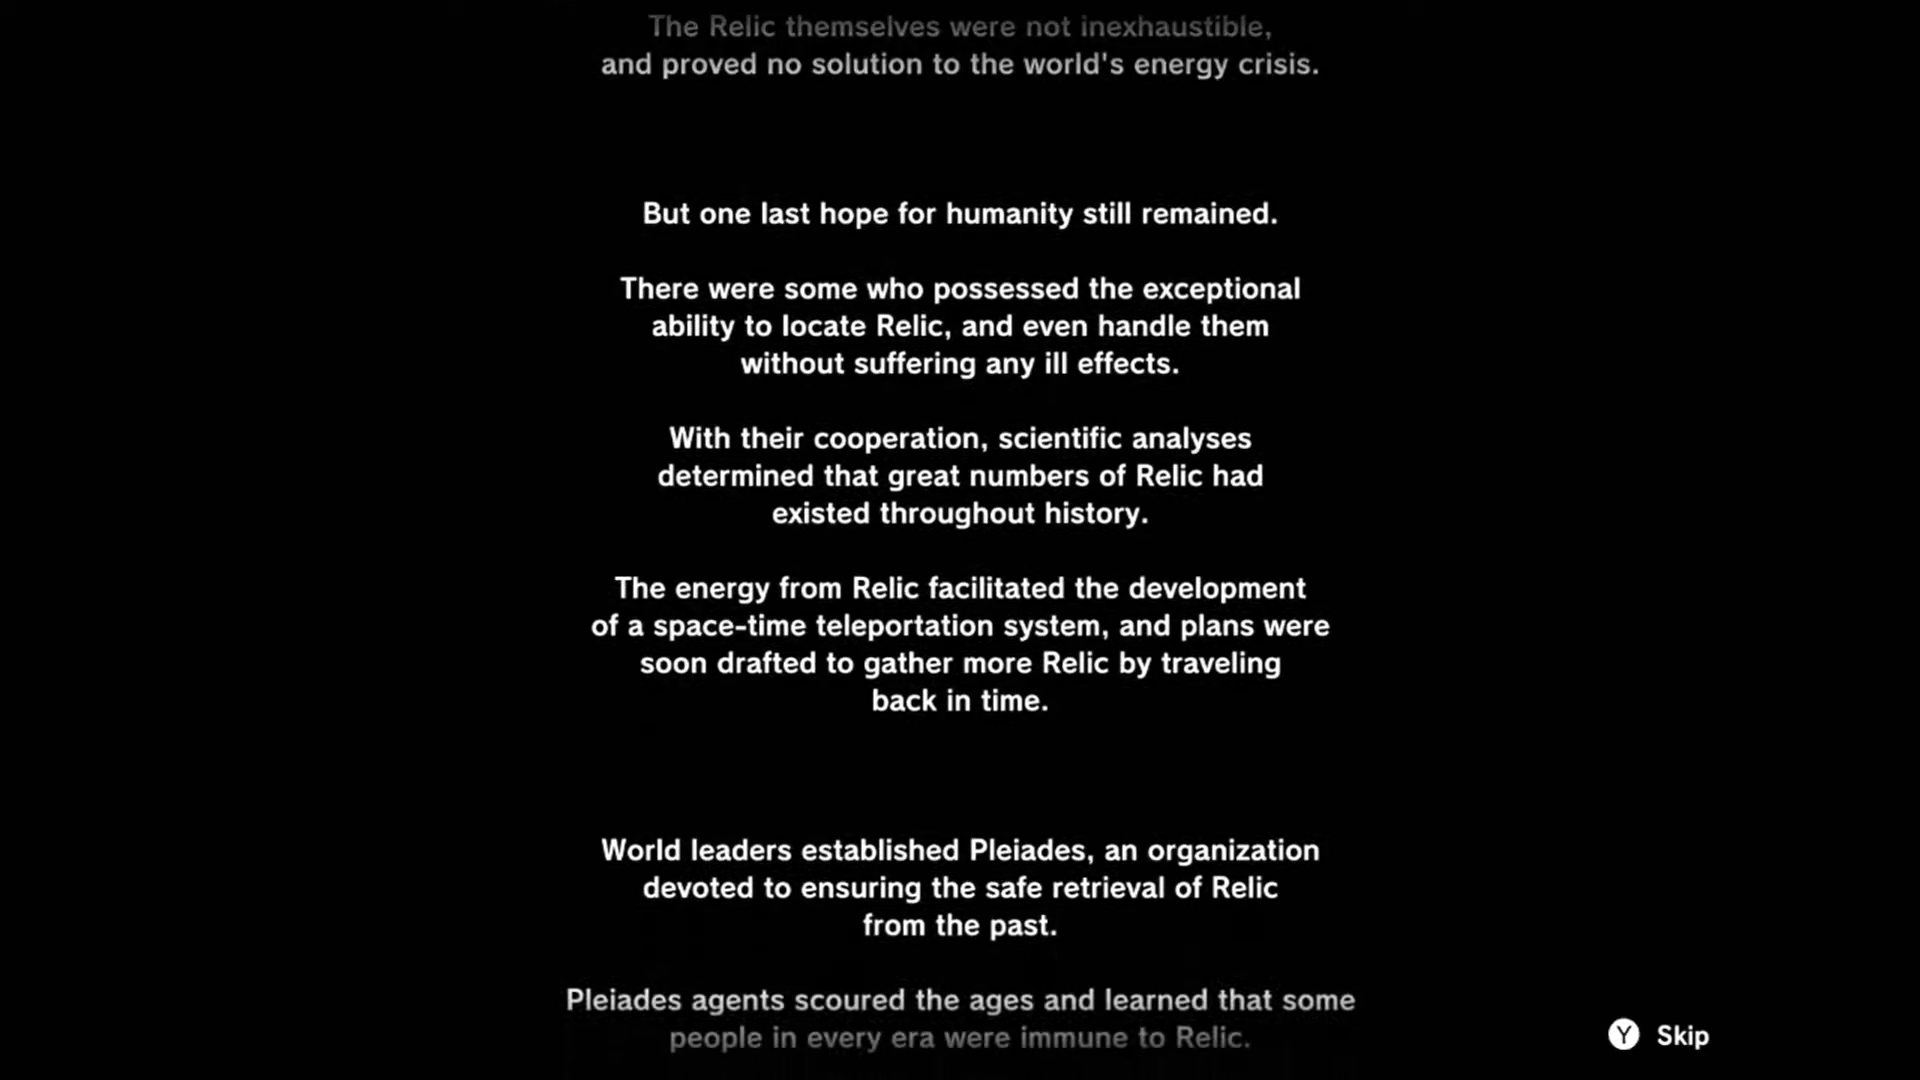 The Relic themselves were not inexhaustible,
and proved no solution to the world's energy crisis.
But one last hope for humanity still remained.
There were some who possessed the exceptional
ability to locate Relic, and even handle them
without suffering any ill effects.
With their cooperation, scientific analyses
determined that great numbers of Relic had
existed throughout history.
The energy from Relic facilitated the development
of a space-time teleportation system, and plans were
soon drafted to gather more Relic by traveling
back in time.
World leaders established Pleiades, an organization
devoted to ensuring the safe retrieval of Relic
from the past.
Pleiades agents scoured the ages and learned that some
people in every era were immune to Relic.
Y Skip